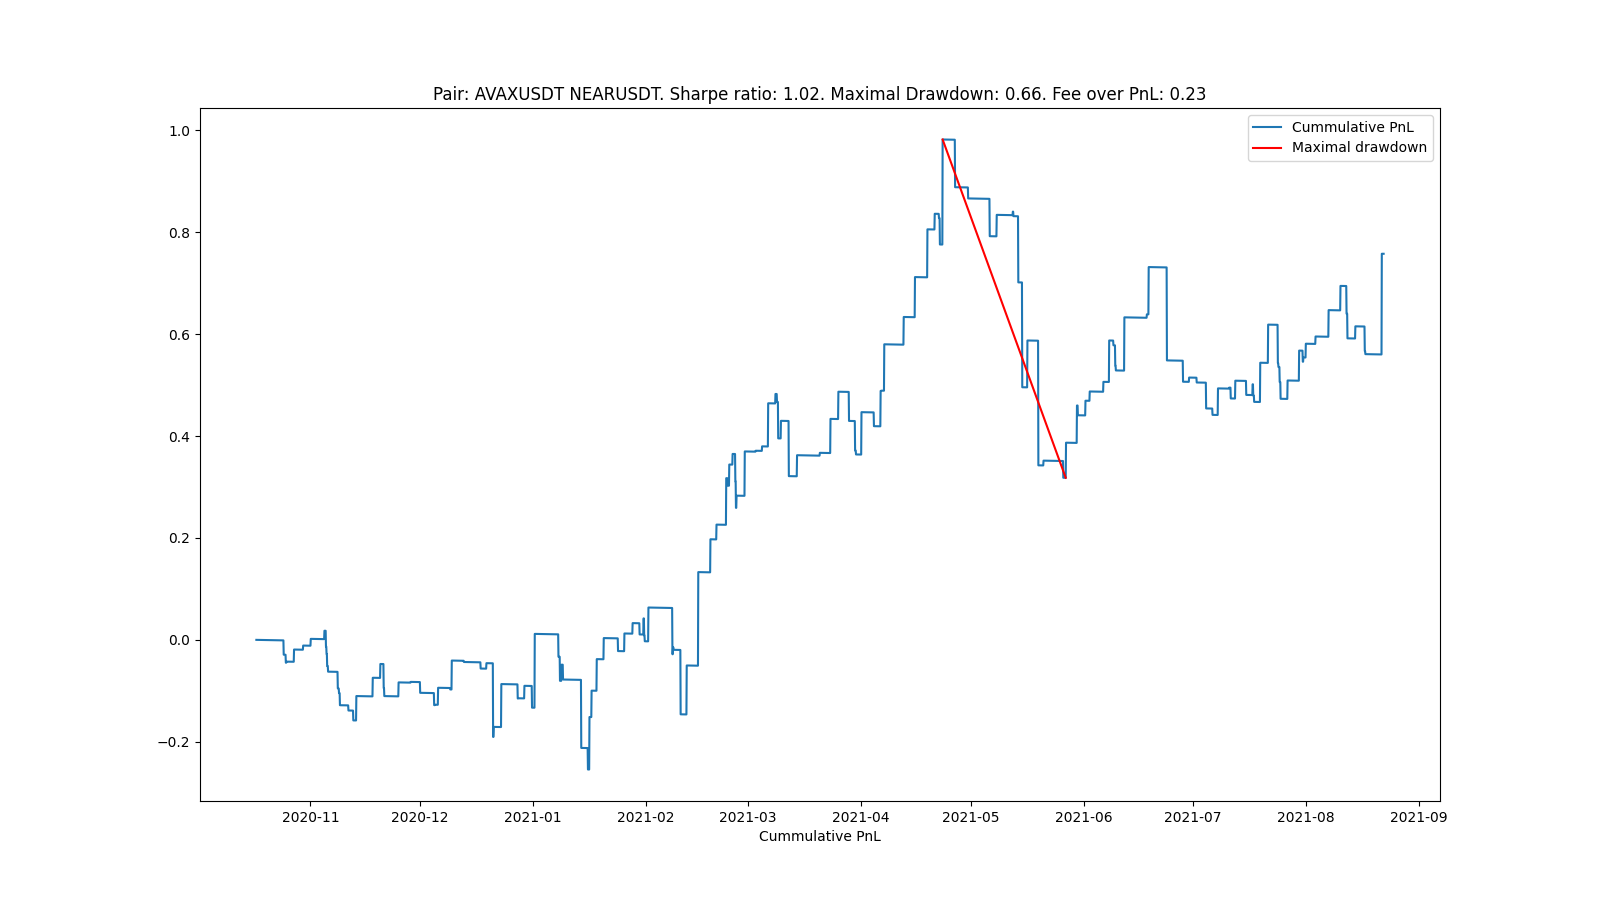 Pair: AVAXUSDT NEARUSDT. Sharpe ratio: 1.02. Maximal Drawdown: 0.66. Fee over PnL: 0.23
Cummulative PnL
Maximal drawdown
1.0
0.8
0.6
0.4
0.2
0.0
−0.2
2020-11 2020-12 2021-01 2021-02 2021-03 2021-04 2021-05 2021-06 2021-07 2021-08 2021-09
Cummulative PnL